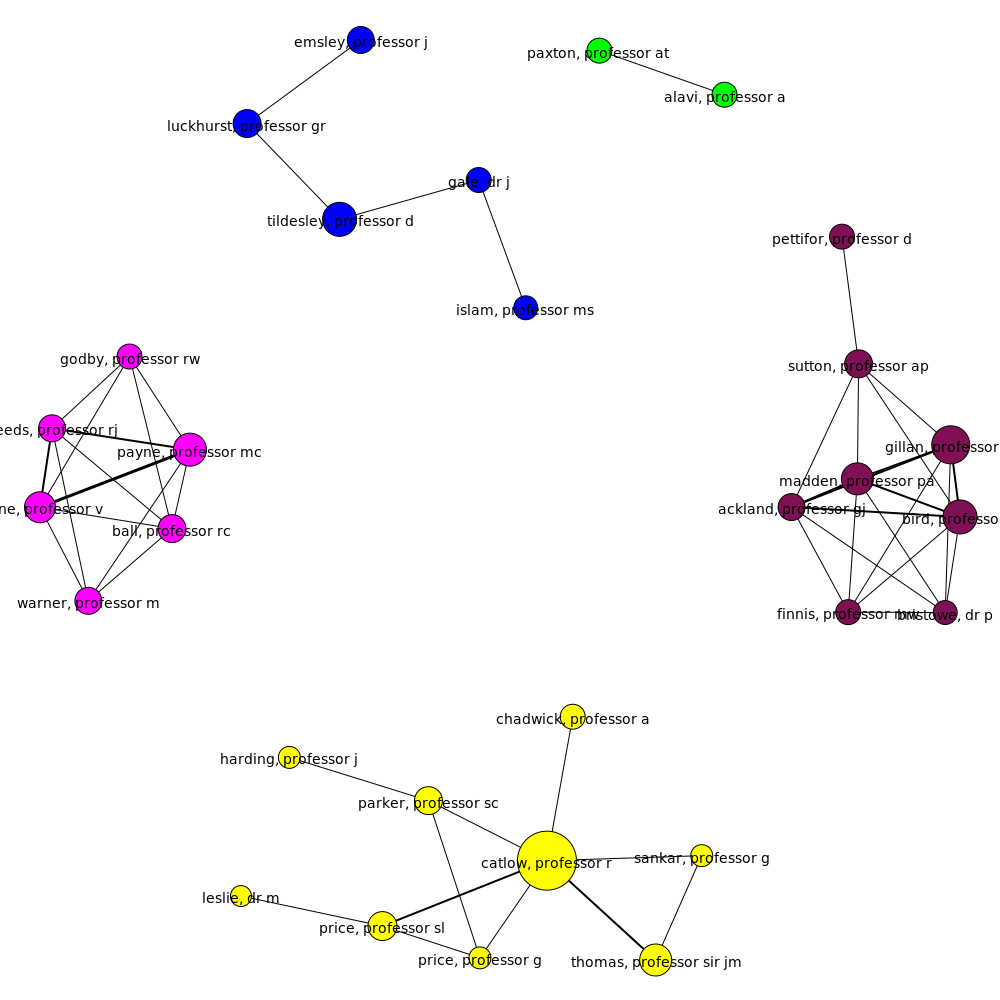 emsley, professor j
paxton, professor at
alavi, professor a
luckhurst, professor gr
gale, dr j
tildesley, professor d
pettifor, professor d
islam, professor ms
godby, professor rw
sutton, professor ap
eeds, professor rj
gillan, professor
payne, professor mc
madden, professor pa
ne, professor v
ackland, professor gj
bird, professo
ball, professor rc
warner, professor m
finnis, professor mw
bristowe, dr p
chadwick, professor a
harding, professor j
parker, professor sc
catlow, professor r
sankar, professor g
leslie, dr m
price, professor sl
price, professor g
thomas, professor sir jm